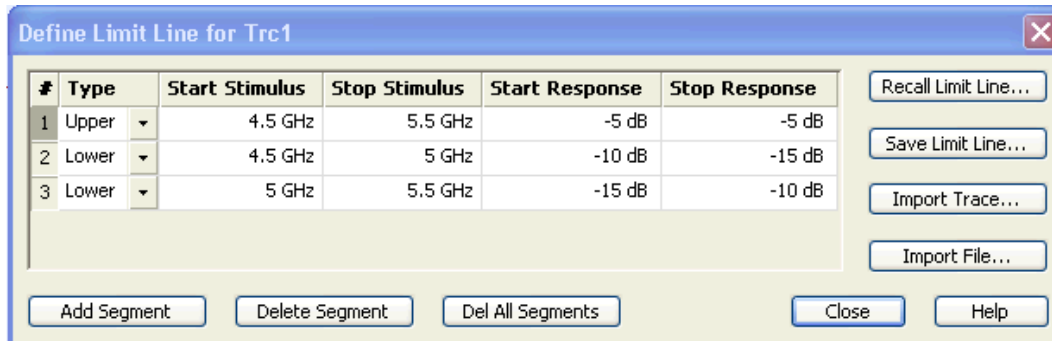 Define Limit Line for Trc1
# Type Start Stimulus Stop Stimulus Start Response Stop Response
1 Upper 4.5 GHz 5.5 GHz -5 dB -5 dB
2 Lower 4.5 GHz 5 GHz -10 dB -15 dB
3 Lower 5 GHz 5.5 GHz -15 dB -10 dB
Recall Limit Line...
Save Limit Line...
Import Trace...
Import File...
Add Segment Delete Segment Del All Segments Close Help